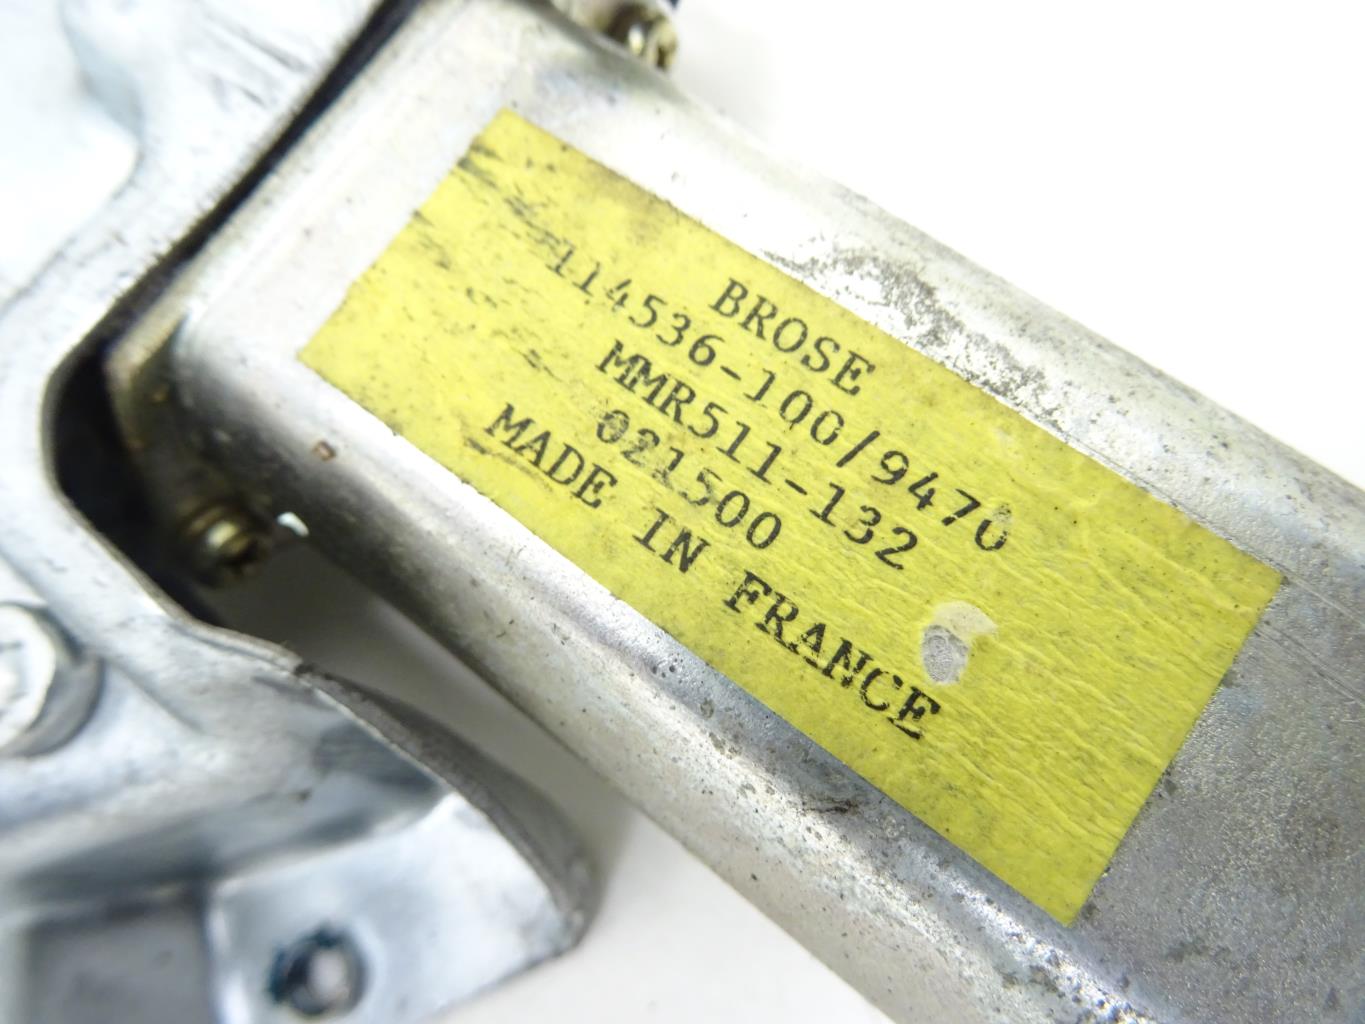 BROSE
114536-100/9470
MMR511-132
021500
MADE IN FRANCE